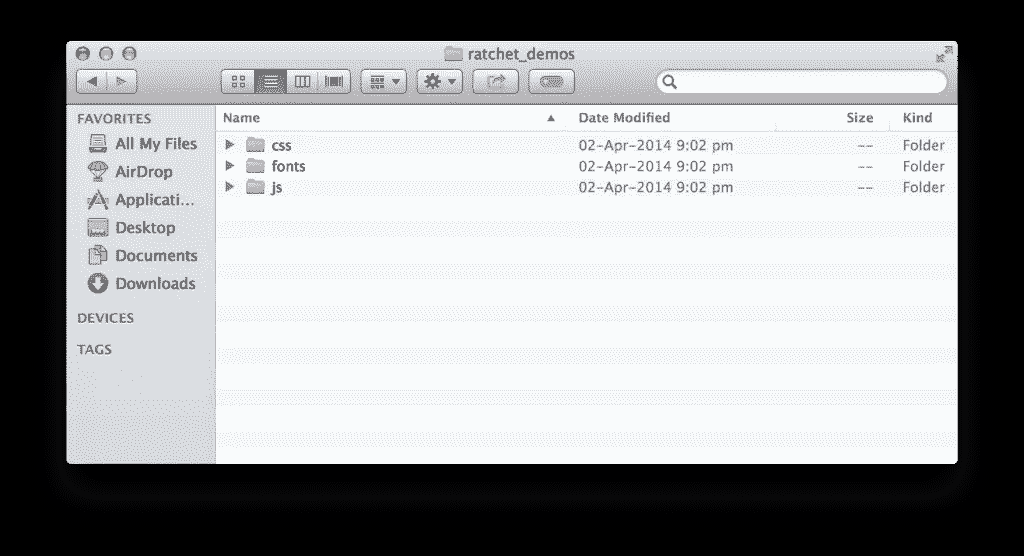 ratchet_demos
FAVORITES
All My Files
AirDrop
Applicati...
Desktop
Documents
Downloads
DEVICES
TAGS
Name Date Modified Size Kind
css 02-Apr-2014 9:02 pm -- Folder
fonts 02-Apr-2014 9:02 pm -- Folder
js 02-Apr-2014 9:02 pm -- Folder